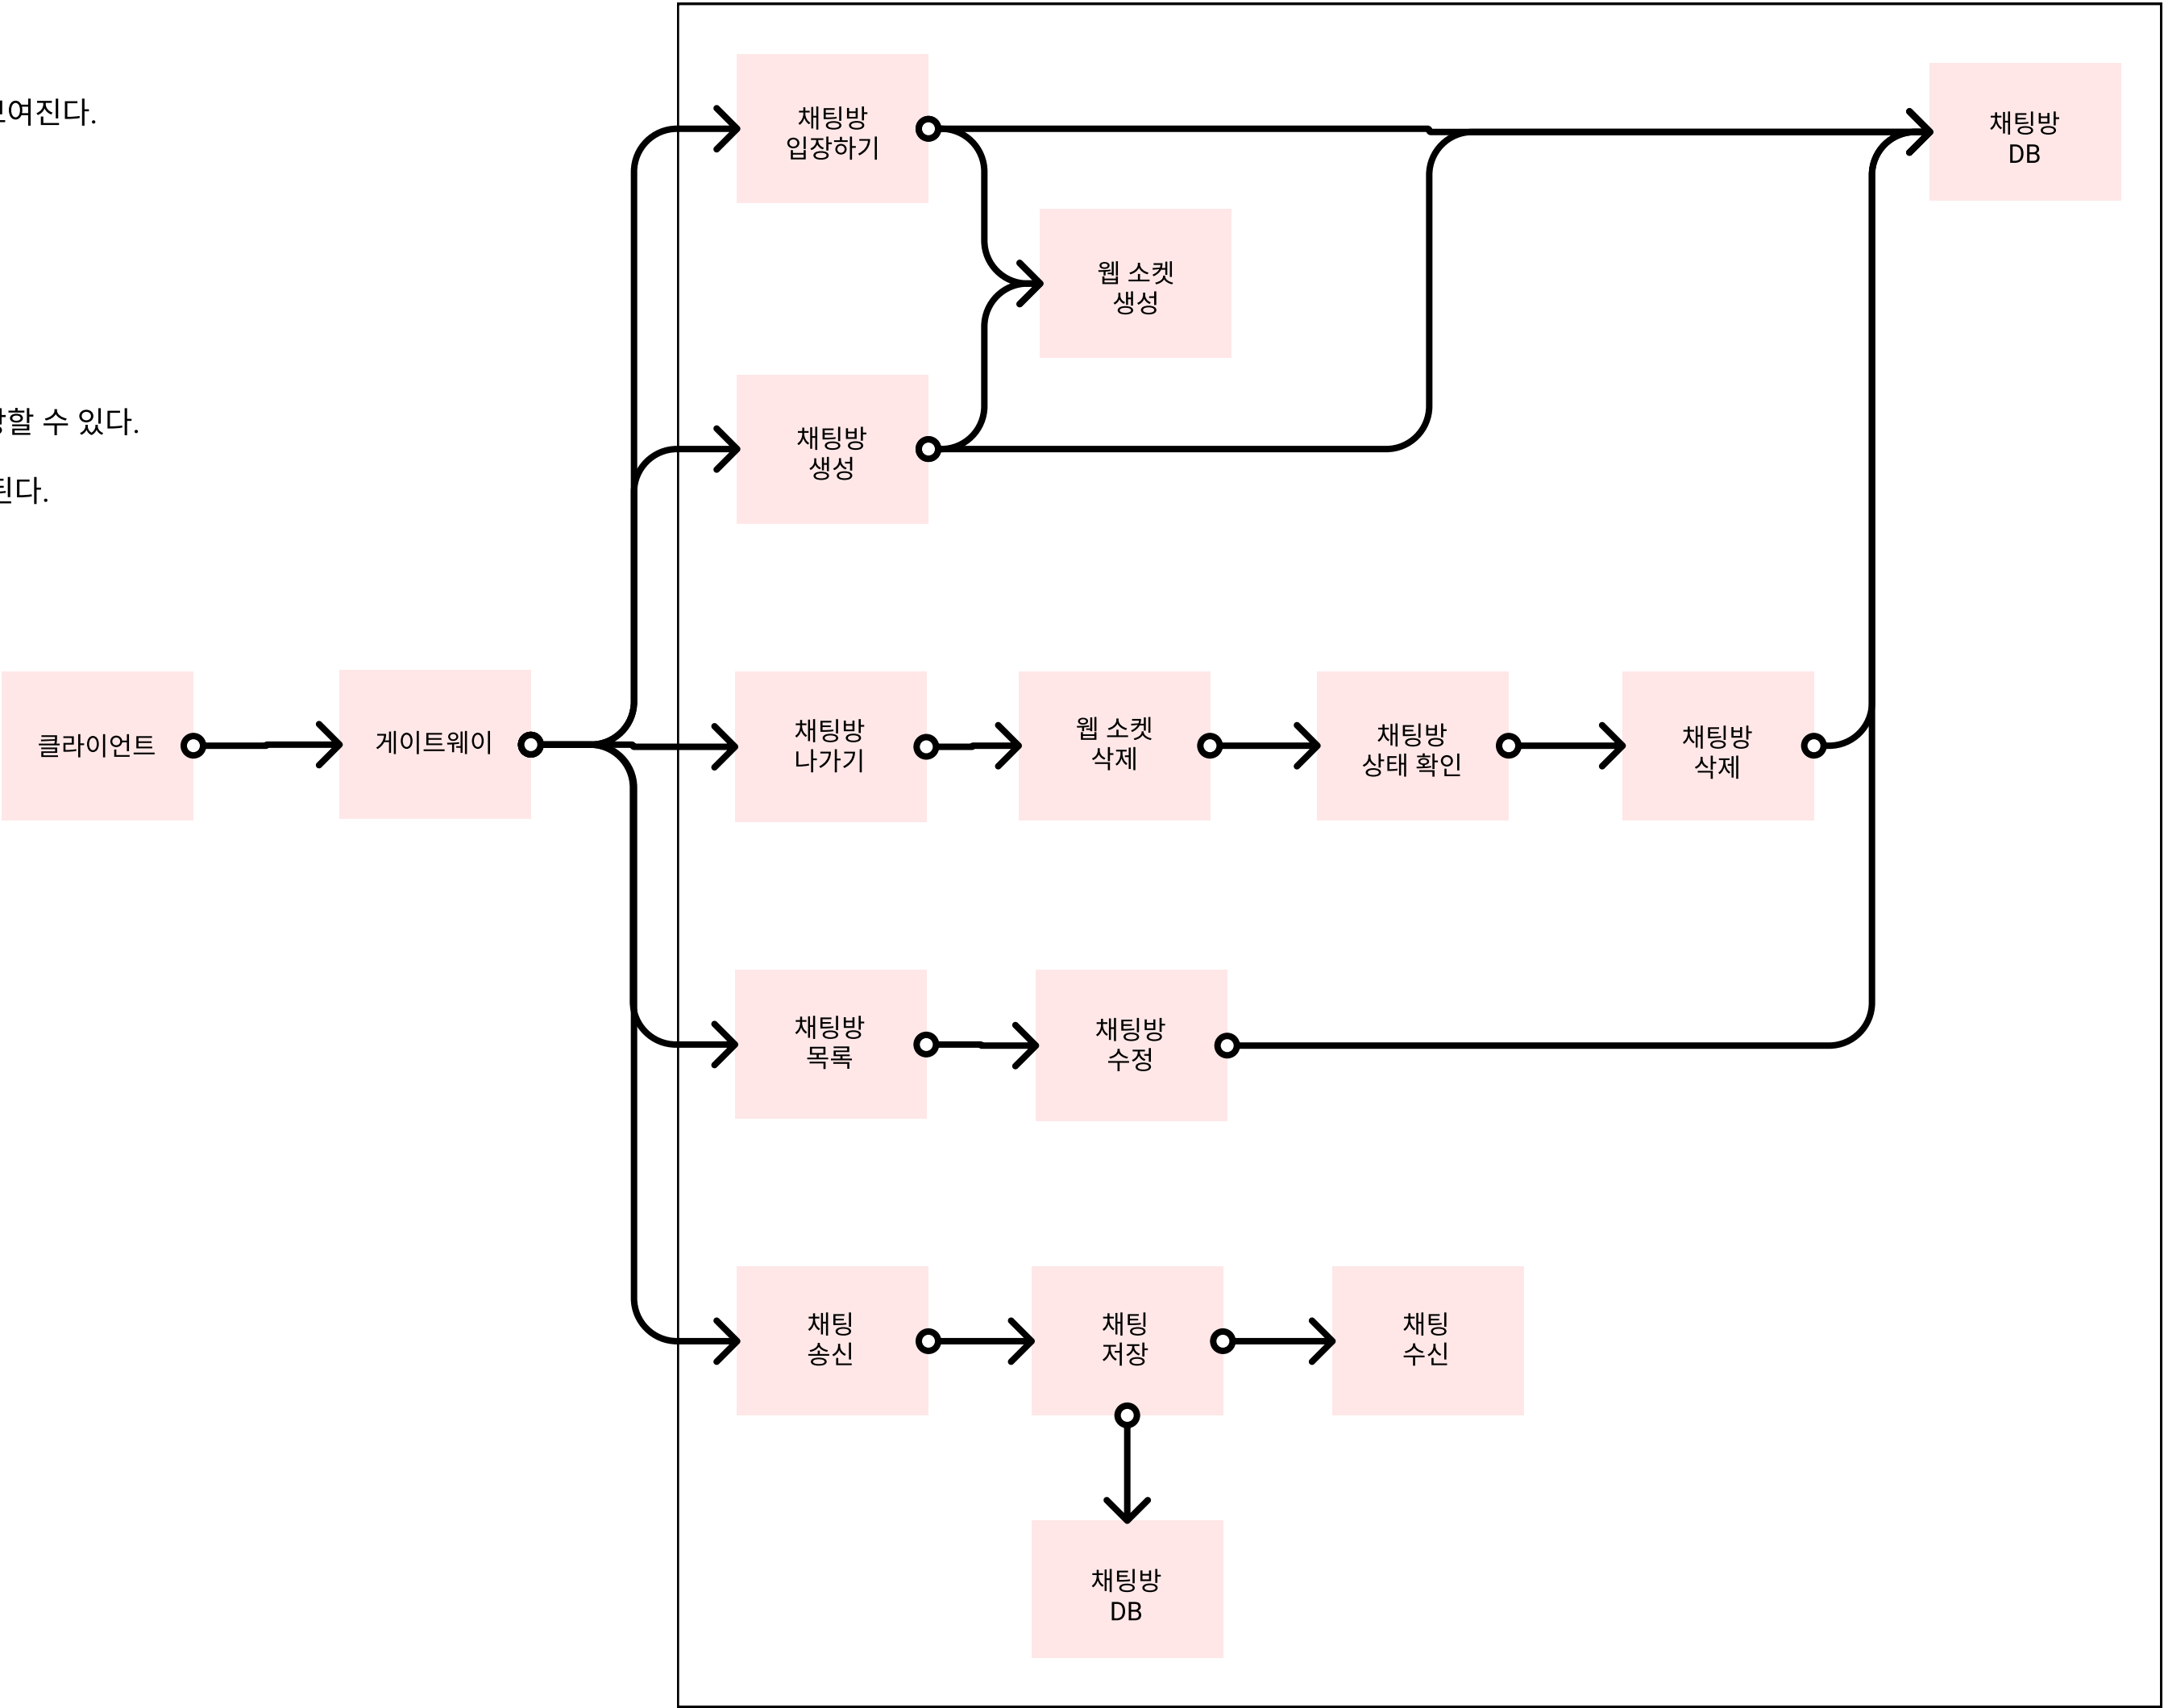 여진다.
할 수 있다.
된다.
채팅방
입장하기
채팅방
DB
웹 소켓
생성
채팅방
생성
클라이언트
게이트웨이
채팅방
나가기
웹 소켓
삭제
채팅방
상태 확인
채팅방
삭제
채팅방
목록
채팅방
수정
채팅
송신
채팅
저장
채팅
수신
채팅방
DB